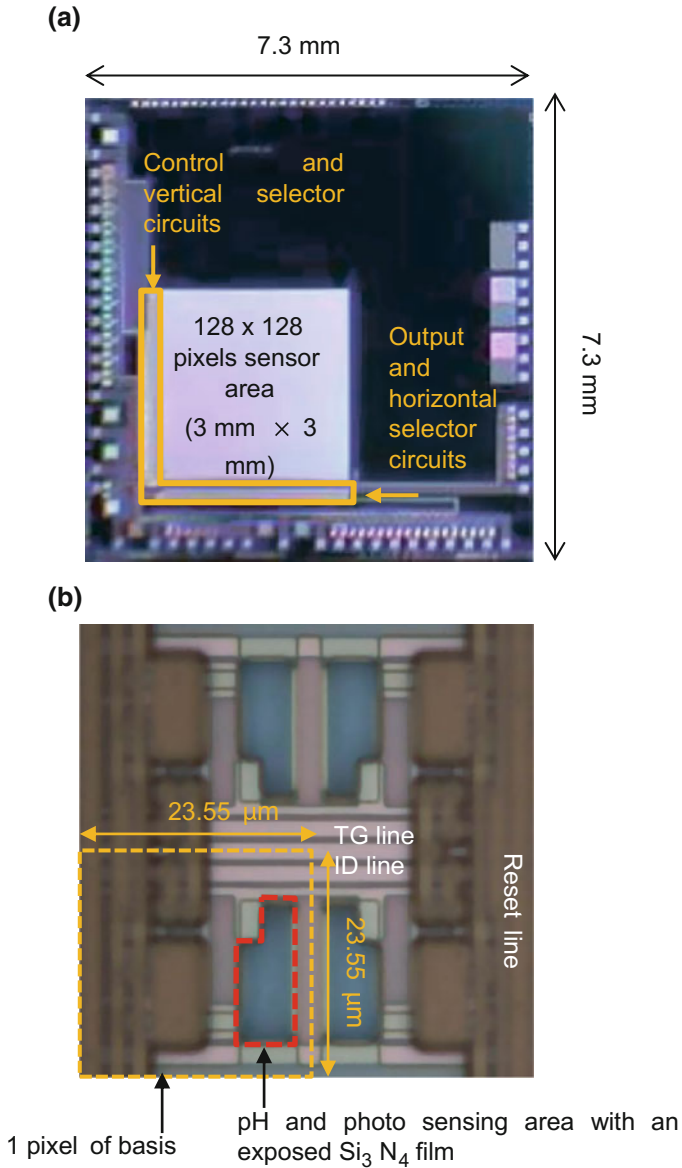 (a)
7.3 mm
Control and
vertical selector
circuits
128 x 128
pixels sensor
area
(3 mm × 3
mm)
Output
and
horizontal
selector
circuits
7.3 mm
(b)
23.55 µm
TG line
ID line
Reset line
23.55 µm
1 pixel of basis
pH and photo sensing area with an
exposed Si₃ N₄ film